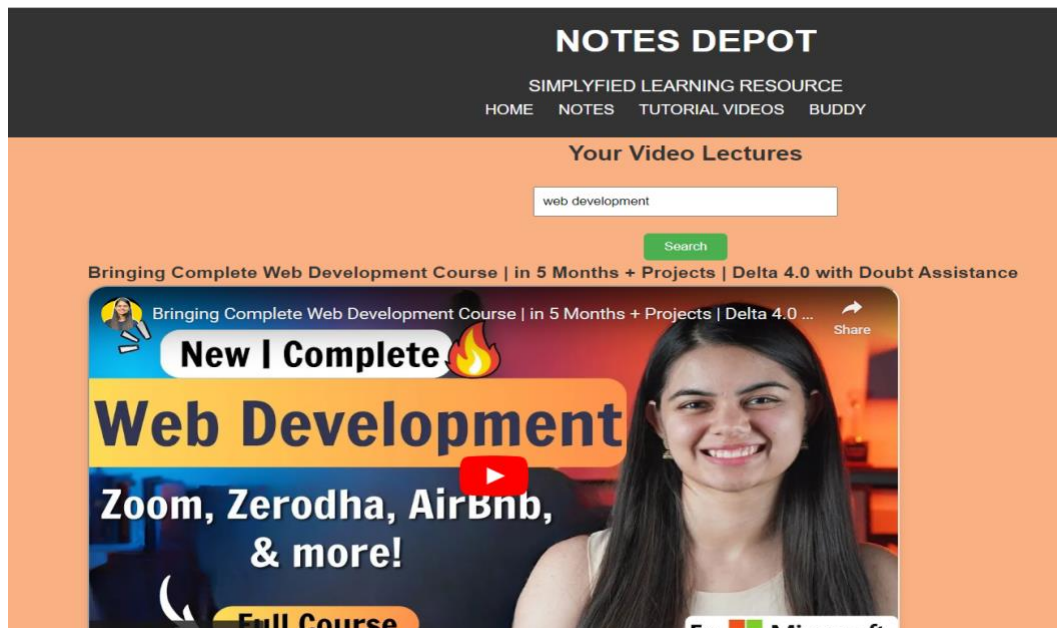 NOTES DEPOT
SIMPLYFIED LEARNING RESOURCE
HOME NOTES TUTORIAL VIDEOS BUDDY
Your Video Lectures
web development
Search
Bringing Complete Web Development Course | in 5 Months + Projects | Delta 4.0 with Doubt Assistance
Bringing Complete Web Development Course | in 5 Months + Projects | Delta 4.0 ...
Share
New | Complete
Web Development
Zoom, Zerodha, AirBnb,
& more!
Full Course